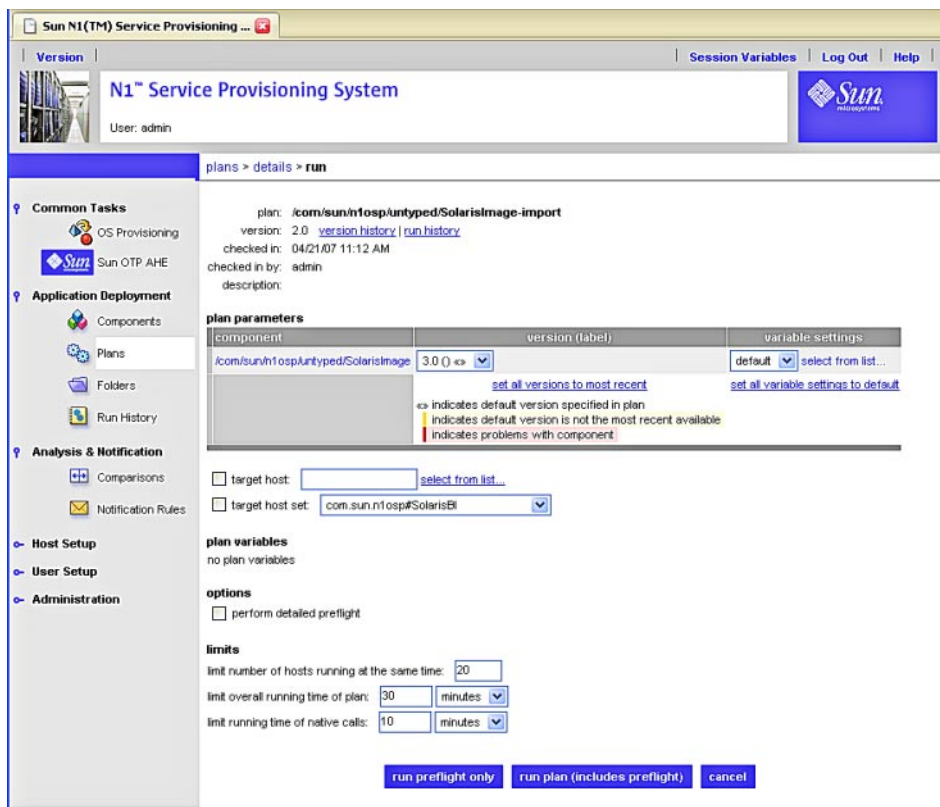 Sun N1(TM) Service Provisioning ...
Version
Session Variables | Log Out | Help
N1™ Service Provisioning System
User: admin
Sun
microsystems
plans > details > run
Common Tasks
OS Provisioning
Sun Sun OTP AHE
Application Deployment
Components
Plans
Folders
Run History
Analysis & Notification
Comparisons
Notification Rules
Host Setup
User Setup
Administration
plan: /com/sun/n1osp/untyped/SolarisImage-import
version: 2.0 version history | run history
checked in: 04/21/07 11:12 AM
checked in by: admin
description:
plan parameters
component version (label) variable settings
/com/sun/n1osp/untyped/SolarisImage 3.0 () <=> default select from list...
set all versions to most recent set all variable settings to default
<=> indicates default version specified in plan
indicates default version is not the most recent available
indicates problems with component
target host: select from list...
target host set: com.sun.n1osp#SolarisBI
plan variables
no plan variables
options
perform detailed preflight
limits
limit number of hosts running at the same time: 20
limit overall running time of plan: 30 minutes
limit running time of native calls: 10 minutes
run preflight only run plan (includes preflight) cancel